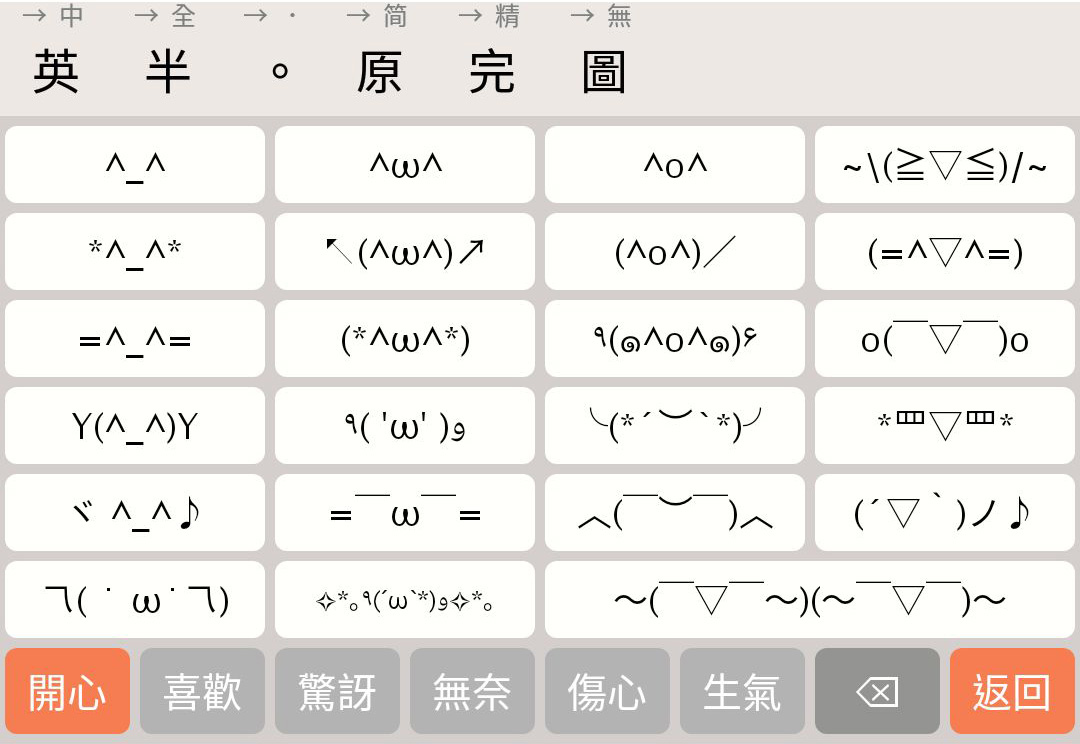 → 中 → 全 → · → 简 → 精 → 無
英 半 。 原 完 圖
^_^ ^ω^ ^o^ ~\(≧▽≦)/~
*^_^* ↖(^ω^)↗ (^o^)／ (=^▽^=)
=^_^= (*^ω^*) ٩(๑^o^๑)۶ o(￣▽￣)o
Y(^_^)Y ٩( 'ω' )و ╰(*´︶`*)╯ *罒▽罒*
ヾ ^_^♪ =￣ω￣= ︿(￣︶￣)︿ (´▽｀)ノ♪
ㄟ( ˙ ω˙ ㄟ) ✧*｡٩(ˊωˋ*)و✧*｡ ～(￣▽￣～)(～￣▽￣)～
開心 喜歡 驚訝 無奈 傷心 生氣 返回